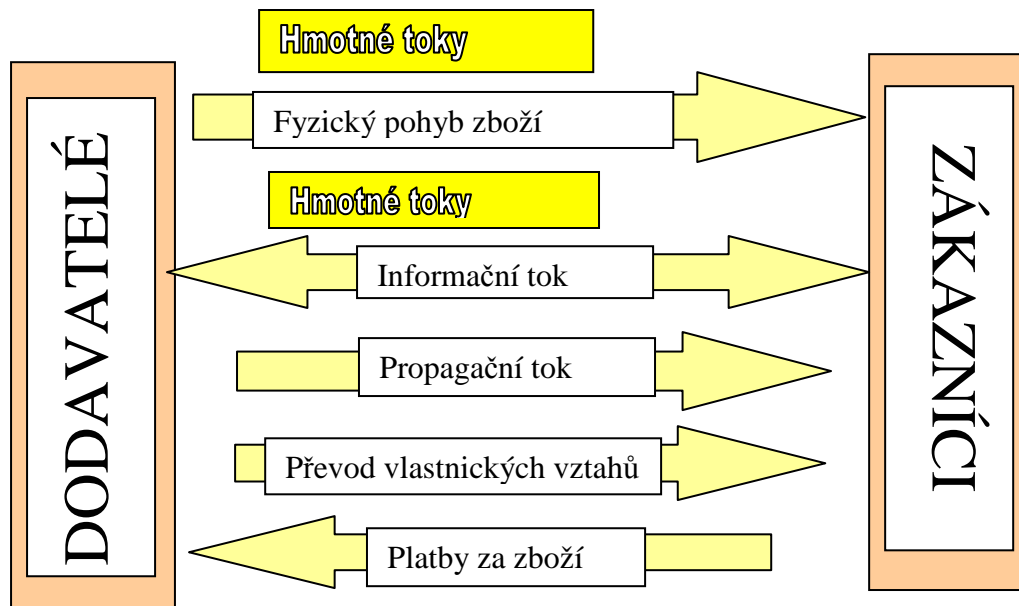 Hmotné toky
DODAVATELÉ
Fyzický pohyb zboží
ZÁKAZNÍCI
Hmotné toky
Informační tok
Propagační tok
Převod vlastnických vztahů
Platby za zboží